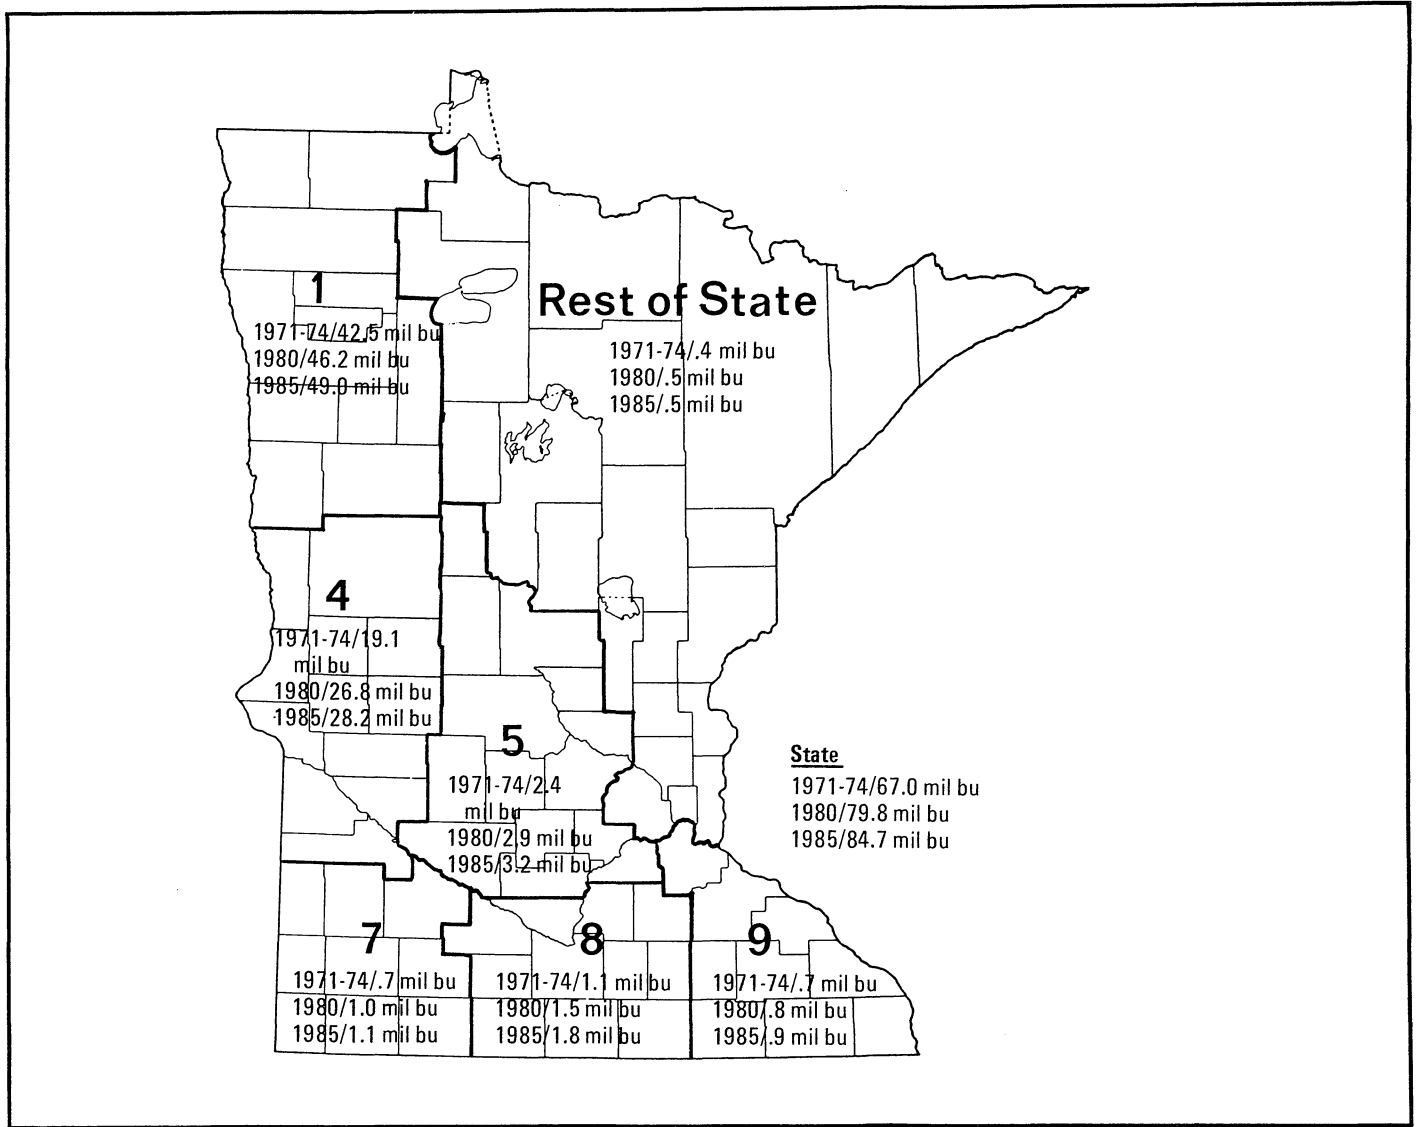 Rest of State
1971-74/.4 mil bu
1980/.5 mil bu
1985/.5 mil bu
1
1971-74/42.5 mil bu
1980/46.2 mil bu
1985/49.0 mil bu
4
1971-74/19.1
mil bu
1980/26.8 mil bu
1985/28.2 mil bu
5
1971-74/2.4
mil bu
1980/2.9 mil bu
1985/3.2 mil bu
State
1971-74/67.0 mil bu
1980/79.8 mil bu
1985/84.7 mil bu
7
1971-74/.7 mil bu
1980/1.0 mil bu
1985/1.1 mil bu
8
1971-74/1.1 mil bu
1980/1.5 mil bu
1985/1.8 mil bu
9
1971-74/.7 mil bu
1980/.8 mil bu
1985/.9 mil bu